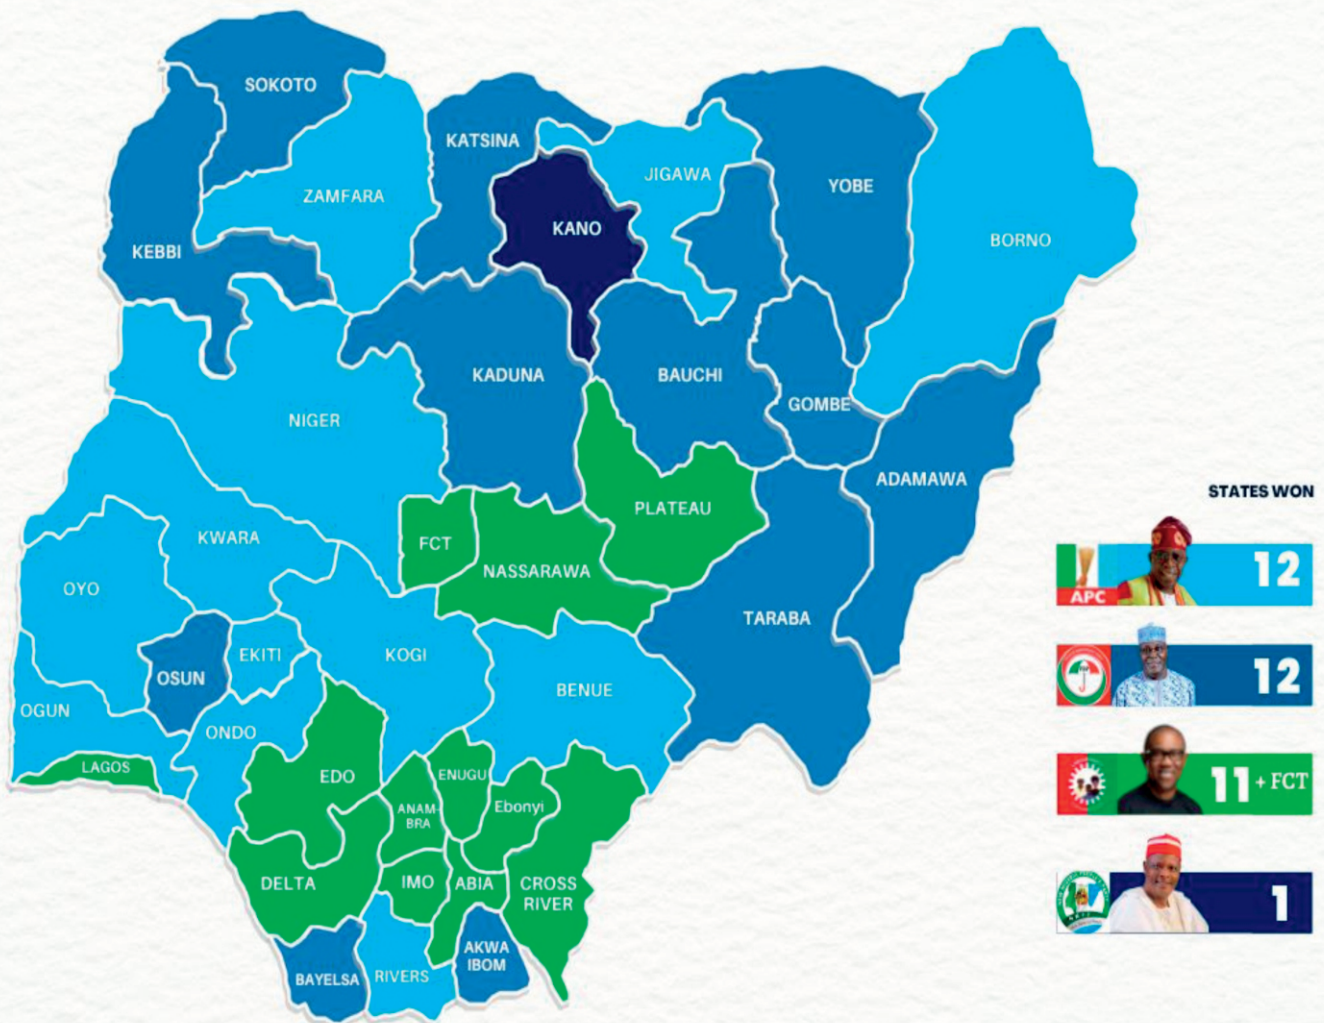 SOKOTO
KATSINA
ZAMFARA
JIGAWA
YOBE
KANO
KEBBI
BORNO
KADUNA
BAUCHI
GOMBE
NIGER
ADAMAWA
PLATEAU
FCT
KWARA
NASSARAWA
OYO
TARABA
OSUN
EKITI
KOGI
BENUE
OGUN
ONDO
LAGOS
EDO
ENUGU
ANAM-
BRA
Ebonyi
DELTA
IMO
ABIA
CROSS
RIVER
AKWA
IBOM
BAYELSA
RIVERS
STATES WON
APC
12
12
11 + FCT
1